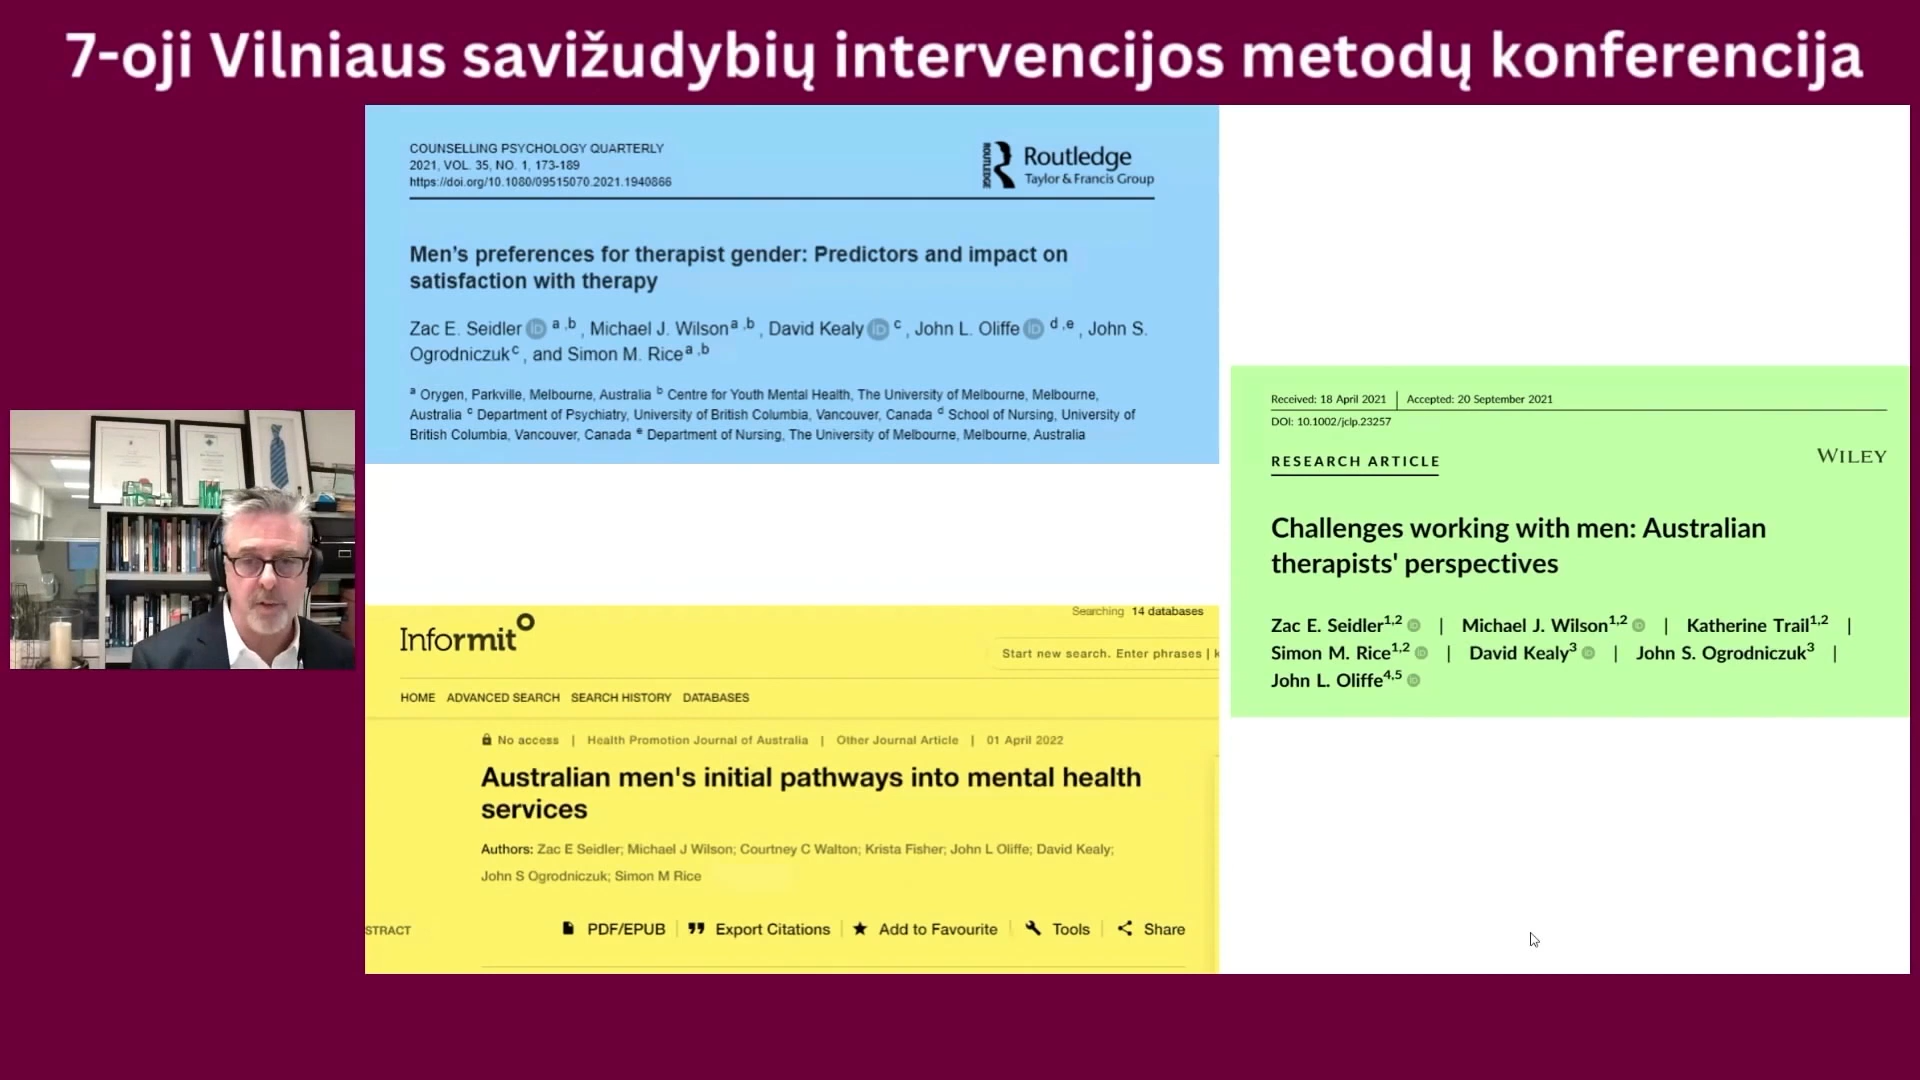 7-oji Vilniaus savižudybių intervencijos metodų konferencija
COUNSELLING PSYCHOLOGY QUARTERLY
2021, VOL. 35, NO. 1, 173-189
https://doi.org/10.1080/09515070.2021.1940866
ROUTLEDGE
Routledge
Taylor & Francis Group
Men's preferences for therapist gender: Predictors and impact on
satisfaction with therapy
Zac E. Seidler iD a,b, Michael J. Wilson a,b, David Kealy iD c, John L. Oliffe iD d,e, John S.
Ogrodniczuk c, and Simon M. Rice a,b
a Orygen, Parkville, Melbourne, Australia b Centre for Youth Mental Health, The University of Melbourne, Melbourne,
Australia c Department of Psychiatry, University of British Columbia, Vancouver, Canada d School of Nursing, University of
British Columbia, Vancouver, Canada e Department of Nursing, The University of Melbourne, Melbourne, Australia
Informit
Searching 14 databases
Start new search. Enter phrases | k
HOME ADVANCED SEARCH SEARCH HISTORY DATABASES
No access | Health Promotion Journal of Australia | Other Journal Article | 01 April 2022
Australian men's initial pathways into mental health
services
Authors: Zac E Seidler; Michael J Wilson; Courtney C Walton; Krista Fisher; John L Oliffe; David Kealy;
John S Ogrodniczuk; Simon M Rice
STRACT
PDF/EPUB | Export Citations | Add to Favourite | Tools | Share
Received: 18 April 2021 | Accepted: 20 September 2021
DOI: 10.1002/jclp.23257
RESEARCH ARTICLE
WILEY
Challenges working with men: Australian
therapists' perspectives
Zac E. Seidler1,2 | Michael J. Wilson1,2 | Katherine Trail1,2 |
Simon M. Rice1,2 | David Kealy3 | John S. Ogrodniczuk3 |
John L. Oliffe4,5